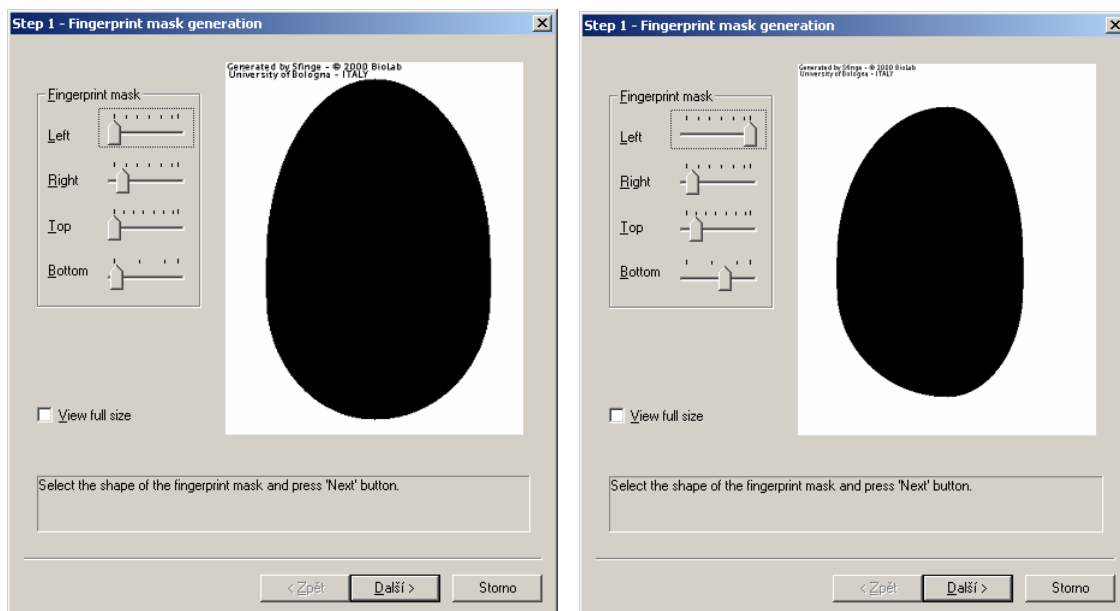 Step 1 - Fingerprint mask generation
Generated by Sfinge - © 2000 BioLab
University of Bologna - ITALY
Fingerprint mask
Left
Right
Top
Bottom
View full size
Select the shape of the fingerprint mask and press 'Next' button.
< Zpět
Další >
Storno
Step 1 - Fingerprint mask generation
Generated by Sfinge - © 2000 BioLab
University of Bologna - ITALY
Fingerprint mask
Left
Right
Top
Bottom
View full size
Select the shape of the fingerprint mask and press 'Next' button.
< Zpět
Další >
Storno